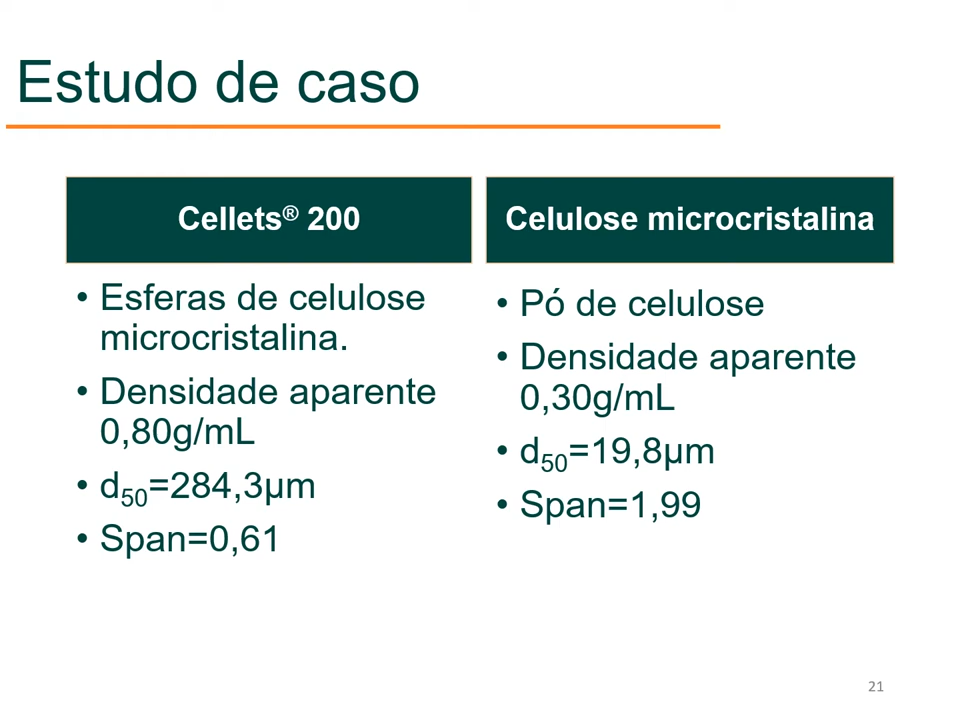 Estudo de caso
Cellets® 200
• Esferas de celulose
microcristalina.
• Densidade aparente
0,80g/mL
• d50=284,3µm
• Span=0,61
Celulose microcristalina
• Pó de celulose
• Densidade aparente
0,30g/mL
• d50=19,8µm
• Span=1,99
21